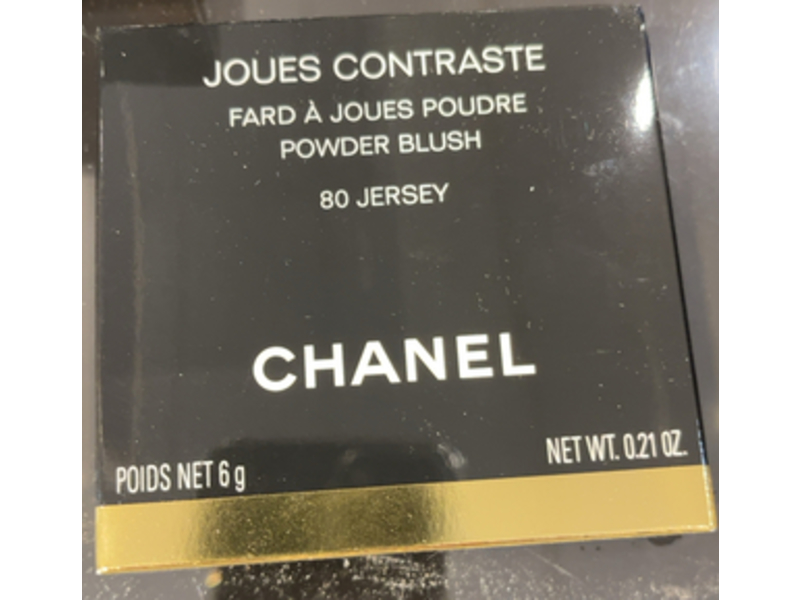 JOUES CONTRASTE
FARD À JOUES POUDRE
POWDER BLUSH
80 JERSEY
CHANEL
POIDS NET 6 g
NET WT. 0.21 OZ.